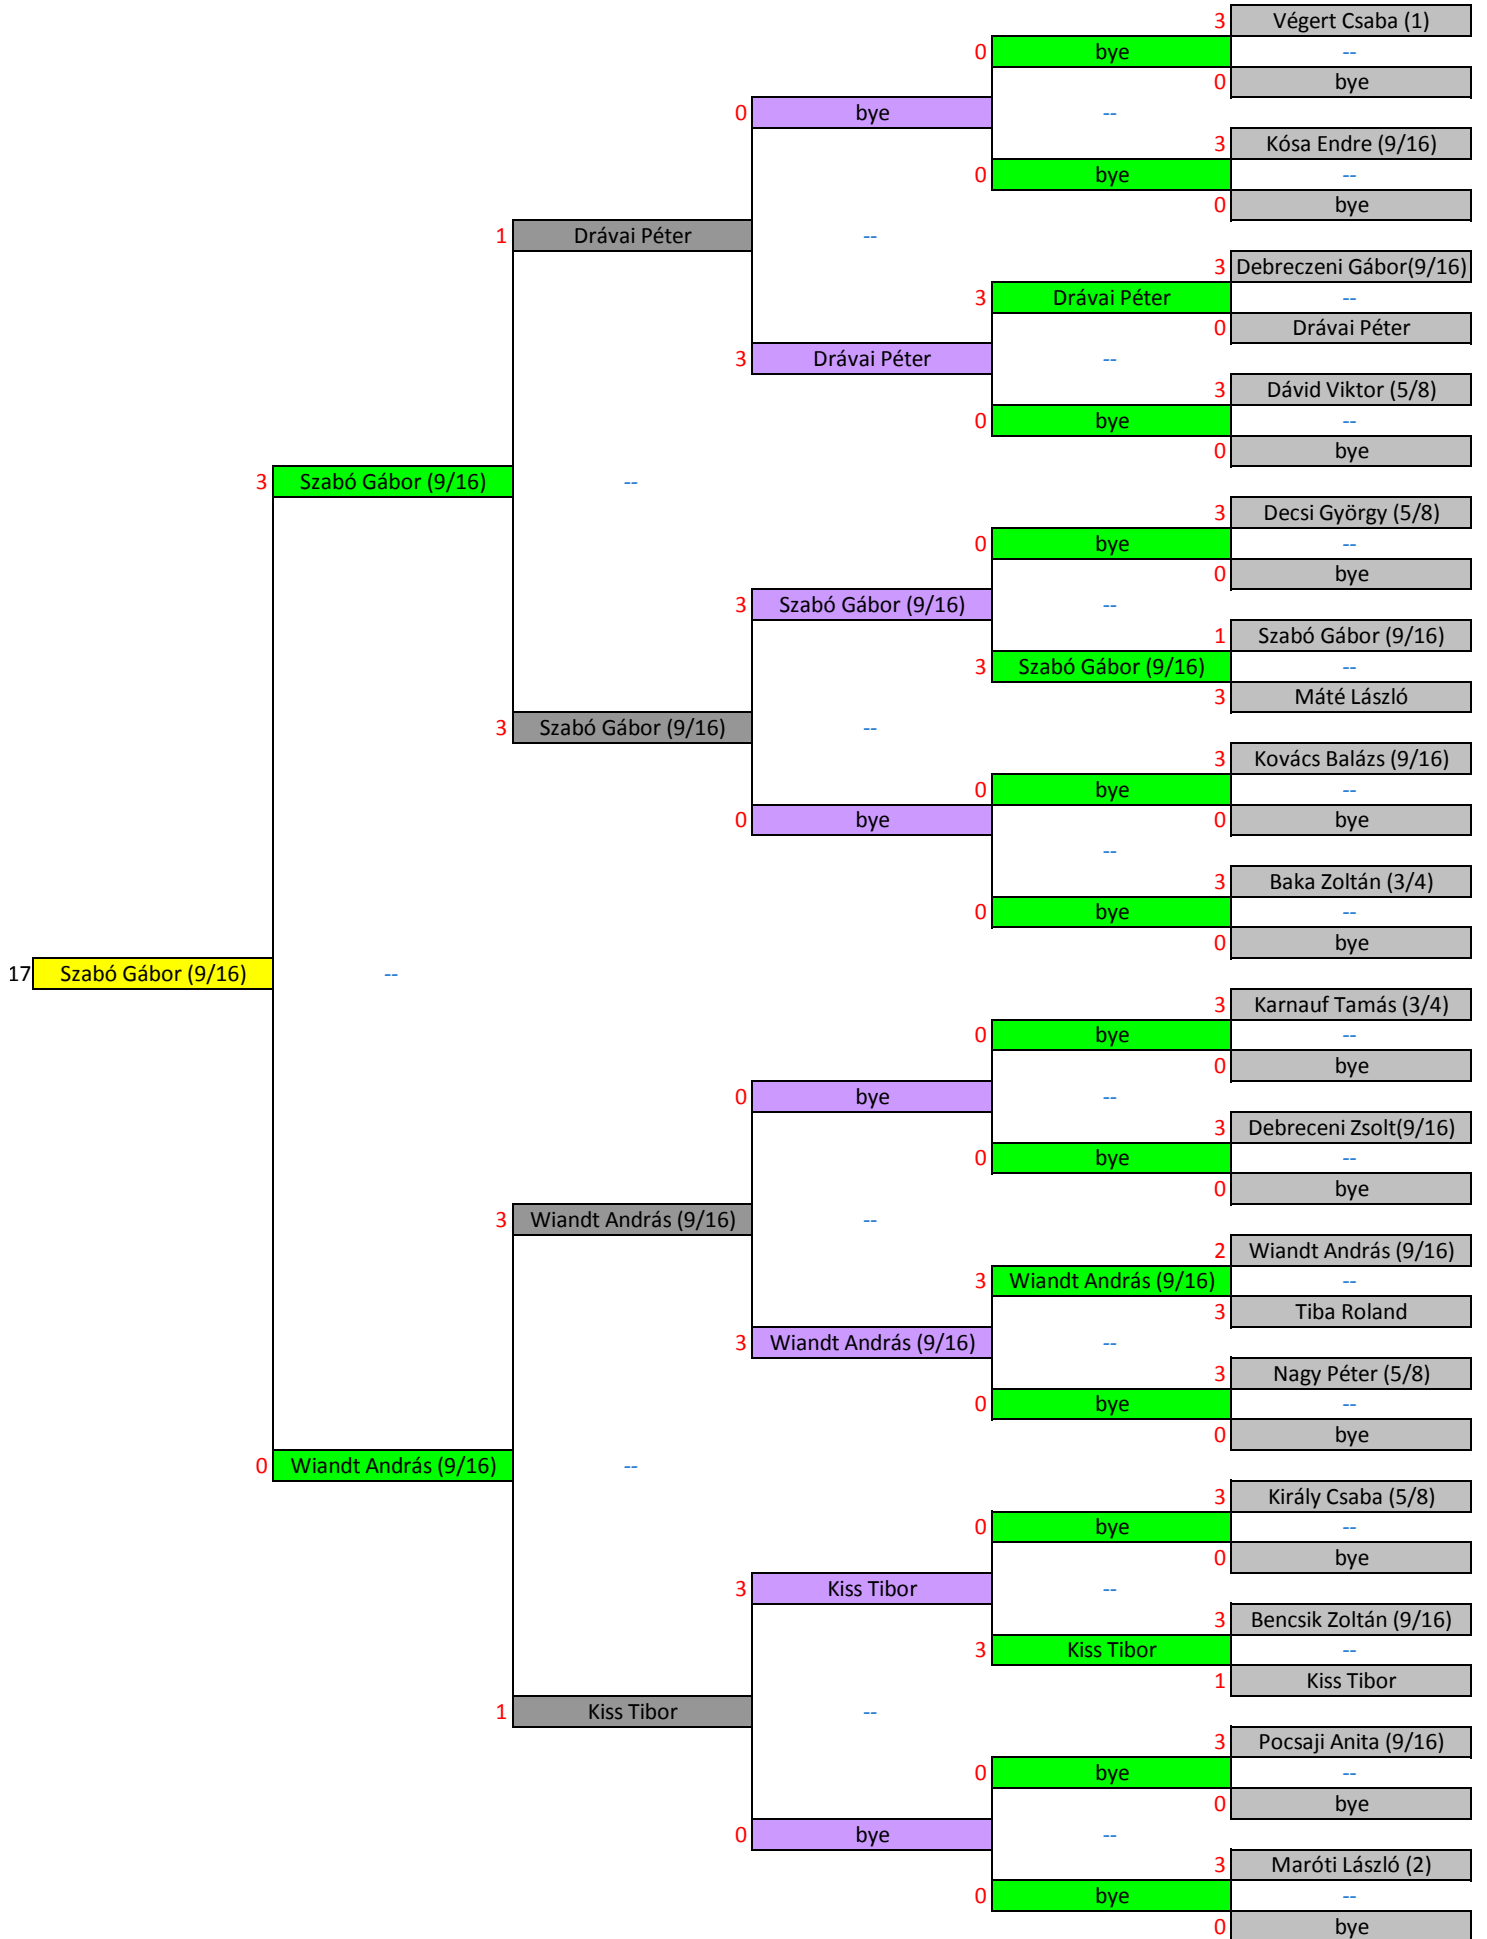 3 Végert Csaba (1)
0 bye --
0 bye
0 bye --
3 Kósa Endre (9/16)
0 bye --
0 bye
1 Drávai Péter --
3 Debreczeni Gábor(9/16)
3 Drávai Péter --
0 Drávai Péter
3 Drávai Péter --
3 Dávid Viktor (5/8)
0 bye --
0 bye
3 Szabó Gábor (9/16) --
3 Decsi György (5/8)
0 bye --
0 bye
3 Szabó Gábor (9/16) --
1 Szabó Gábor (9/16)
3 Szabó Gábor (9/16) --
3 Máté László
3 Szabó Gábor (9/16) --
3 Kovács Balázs (9/16)
0 bye --
0 bye 0 bye
--
3 Baka Zoltán (3/4)
0 bye --
0 bye
17 Szabó Gábor (9/16) --
3 Karnauf Tamás (3/4)
0 bye --
0 bye
0 bye --
3 Debreceni Zsolt(9/16)
0 bye --
0 bye
3 Wiandt András (9/16) --
2 Wiandt András (9/16)
3 Wiandt András (9/16) --
3 Tiba Roland
3 Wiandt András (9/16) --
3 Nagy Péter (5/8)
0 bye --
0 bye
0 Wiandt András (9/16) --
3 Király Csaba (5/8)
0 bye --
0 bye
3 Kiss Tibor --
3 Bencsik Zoltán (9/16)
3 Kiss Tibor --
1 Kiss Tibor
1 Kiss Tibor --
3 Pocsaji Anita (9/16)
0 bye --
0 bye
0 bye --
3 Maróti László (2)
0 bye --
0 bye